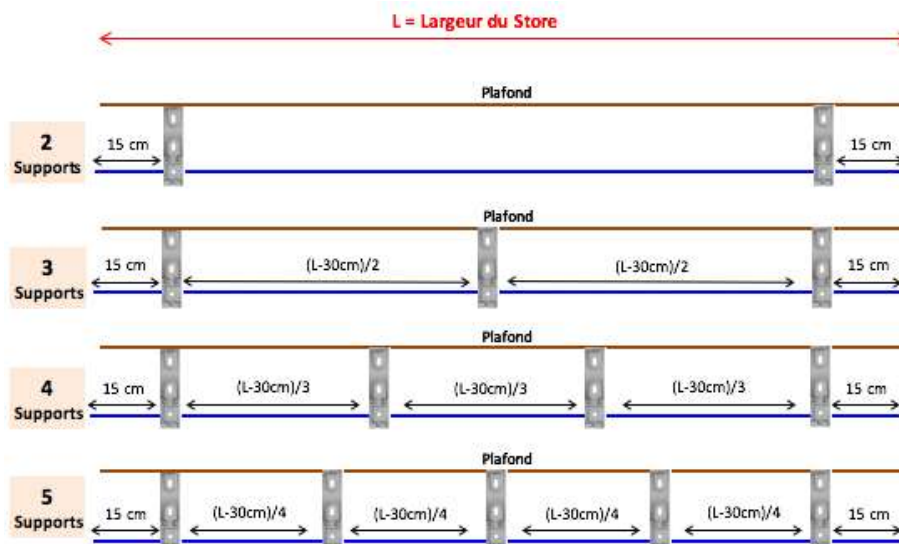 L = Largeur du Store
Plafond
2
Supports
15 cm
15 cm
Plafond
3
Supports
15 cm
(L-30cm)/2
(L-30cm)/2
15 cm
Plafond
4
Supports
15 cm
(L-30cm)/3
(L-30cm)/3
(L-30cm)/3
15 cm
Plafond
5
Supports
15 cm
(L-30cm)/4
(L-30cm)/4
(L-30cm)/4
(L-30cm)/4
15 cm